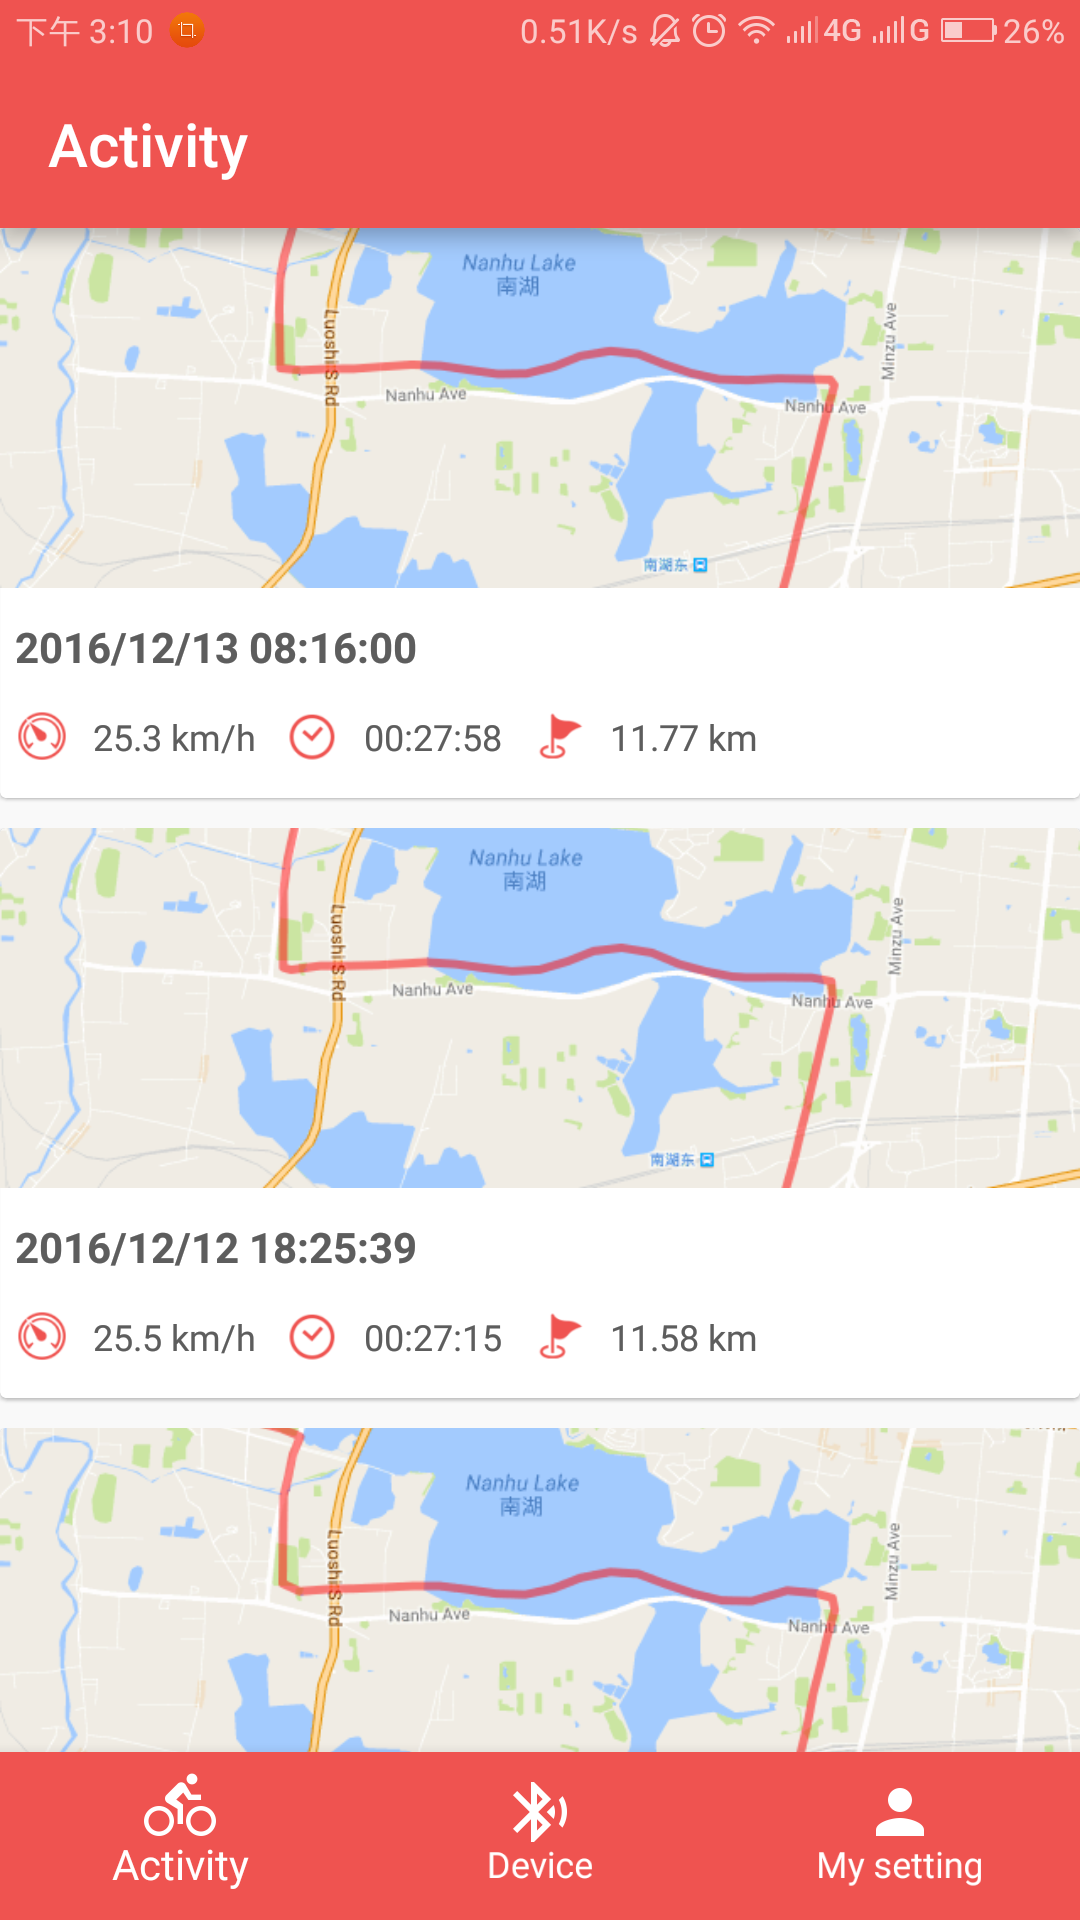 下午 3:10 0.51K/s 4G G 26%
Activity
Nanhu Lake
南湖
Luoshi S Rd
Minzu Ave
Nanhu Ave
Nanhu Ave
南湖东
2016/12/13 08:16:00
25.3 km/h 00:27:58 11.77 km
Nanhu Lake
南湖
Luoshi S Rd
Minzu Ave
Nanhu Ave
Nanhu Ave
南湖东
2016/12/12 18:25:39
25.5 km/h 00:27:15 11.58 km
Nanhu Lake
南湖
Luoshi S Rd
Minzu Ave
Nanhu Ave
Nanhu Ave
Activity Device My setting